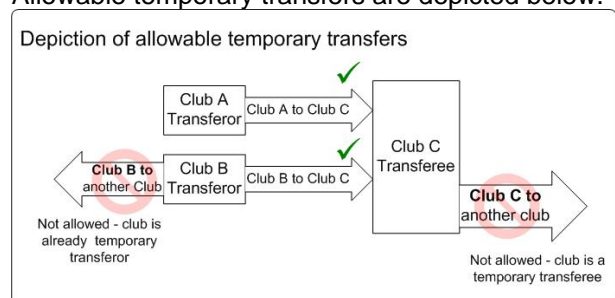 Allowable temporary transfers are depicted below.
Depiction of allowable temporary transfers
Club A
Transferor
Club A to Club C
Club C
Transferee
Club B to
another Club
Club B
Transferor
Club B to Club C
Not allowed - club is
already temporary
transferor
Club C to
another club
Not allowed - club is a
temporary transferee